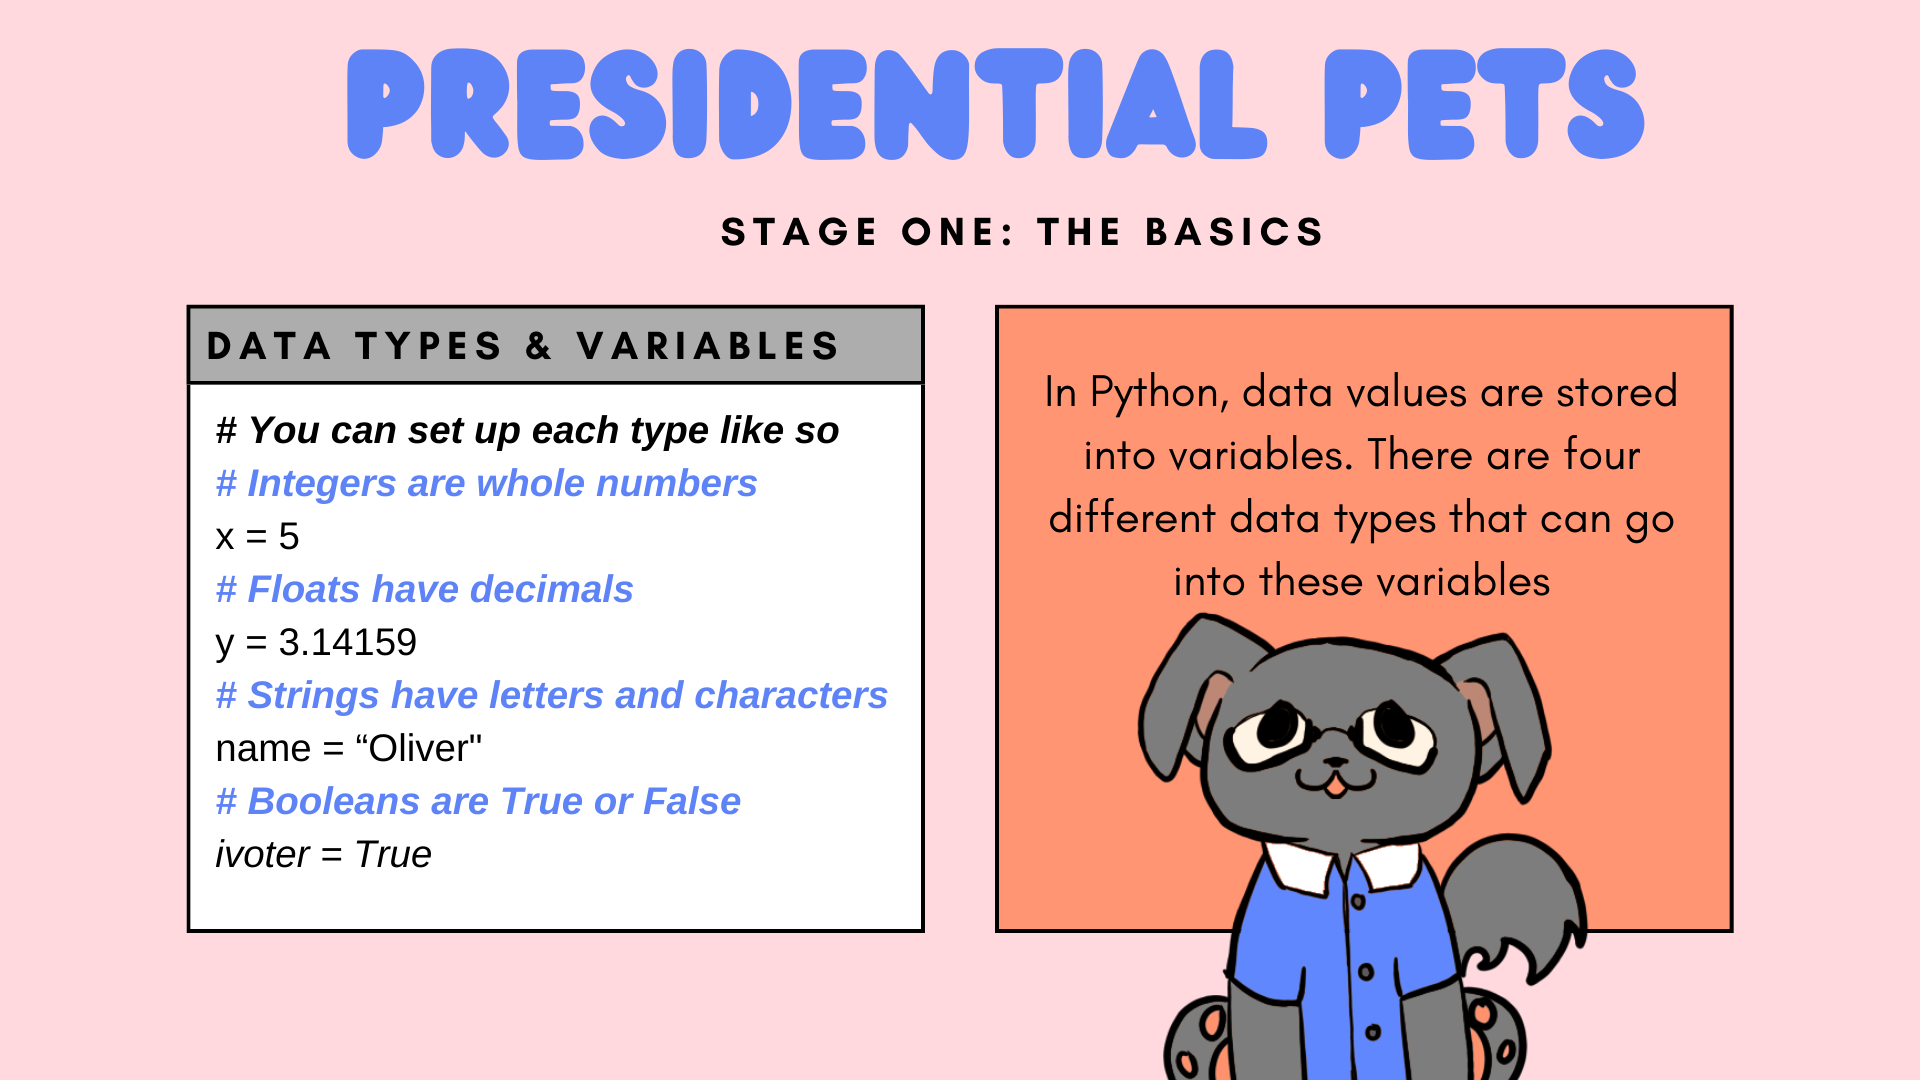 PRESIDENTIAL PETS
STAGE ONE: THE BASICS
DATA TYPES & VARIABLES
# You can set up each type like so
# Integers are whole numbers
x = 5
# Floats have decimals
y = 3.14159
# Strings have letters and characters
name = “Oliver"
# Booleans are True or False
ivoter = True
In Python, data values are stored
into variables. There are four
different data types that can go
into these variables